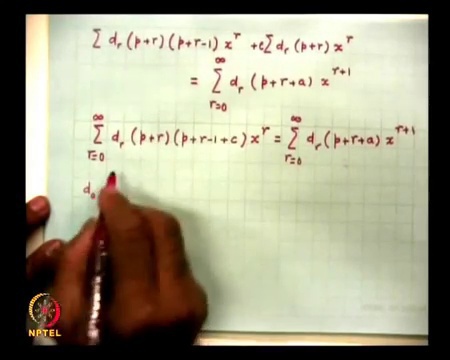 Σ d_r (p+r) (p+r-1) x^r + c Σ d_r (p+r) x^r
= Σ_{r=0}^{∞} d_r (p+r+a) x^{r+1}
Σ_{r=0}^{∞} d_r (p+r) (p+r-1+c) x^r = Σ_{r=0}^{∞} d_r (p+r+a) x^{r+1}
d_0
NPTEL